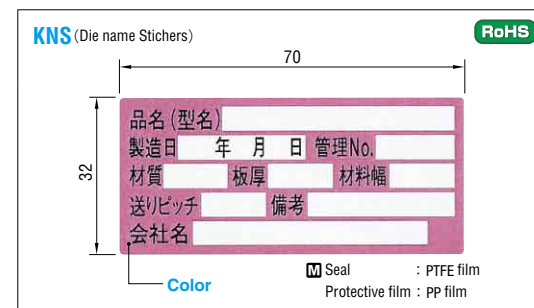 KNS (Die name Stichers)
RoHS
70
32
品名(型名)
製造日 年 月 日 管理No.
材質 板厚 材料幅
送りピッチ 備考
会社名
Color
M Seal : PTFE film
Protective film : PP film